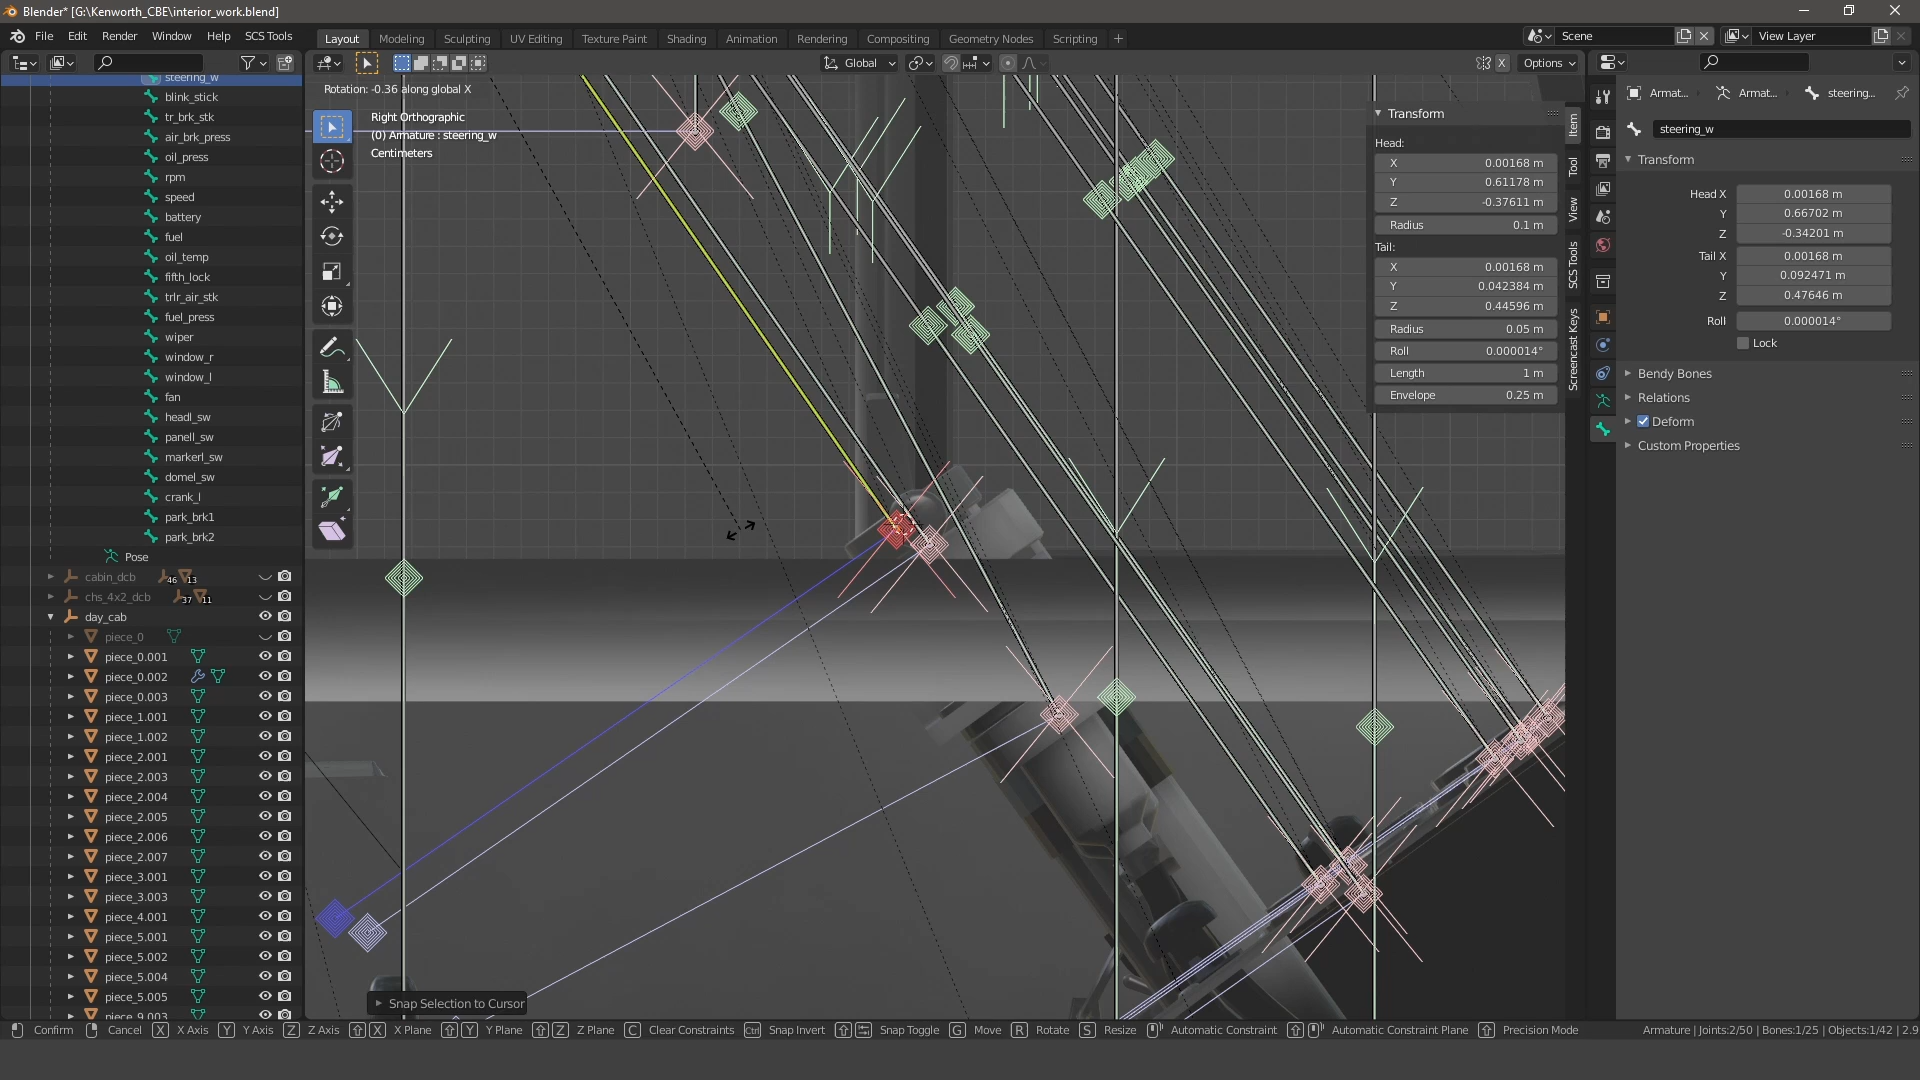 Blender* [G:\Kenworth_CBE\interior_work.blend]
File Edit Render Window Help SCS Tools
Layout Modeling Sculpting UV Editing Texture Paint Shading Animation Rendering Compositing Geometry Nodes Scripting +
Scene
View Layer
Global
X
Options
Rotation: -0.36 along global X
Right Orthographic
(0) Armature : steering_w
Centimeters
steering_w
blink_stick
tr_brk_stk
air_brk_press
oil_press
rpm
speed
battery
fuel
oil_temp
fifth_lock
trlr_air_stk
fuel_press
wiper
window_r
window_l
fan
headl_sw
panell_sw
markerl_sw
domel_sw
crank_l
park_brk1
park_brk2
Pose
cabin_dcb 46 13
chs_4x2_dcb 37 11
day_cab
piece_0
piece_0.001
piece_0.002
piece_0.003
piece_1.001
piece_1.002
piece_2.001
piece_2.003
piece_2.004
piece_2.005
piece_2.006
piece_2.007
piece_3.001
piece_3.003
piece_4.001
piece_5.001
piece_5.002
piece_5.004
piece_5.005
piece_9.003
Transform
Head:
X 0.00168 m
Y 0.61178 m
Z -0.37611 m
Radius 0.1 m
Tail:
X 0.00168 m
Y 0.042384 m
Z 0.44596 m
Radius 0.05 m
Roll 0.000014°
Length 1 m
Envelope 0.25 m
Item
Tool
View
SCS Tools
Screencast Keys
Armat... Armat... steering...
steering_w
Transform
Head X 0.00168 m
Y 0.66702 m
Z -0.34201 m
Tail X 0.00168 m
Y 0.092471 m
Z 0.47646 m
Roll 0.000014°
Lock
Bendy Bones
Relations
Deform
Custom Properties
Snap Selection to Cursor
Confirm Cancel X X Axis Y Y Axis Z Z Axis X X Plane Y Y Plane Z Z Plane C Clear Constraints Ctrl Snap Invert Snap Toggle G Move R Rotate S Resize Automatic Constraint Automatic Constraint Plane Precision Mode Armature | Joints:2/50 | Bones:1/25 | Objects:1/42 | 2.9